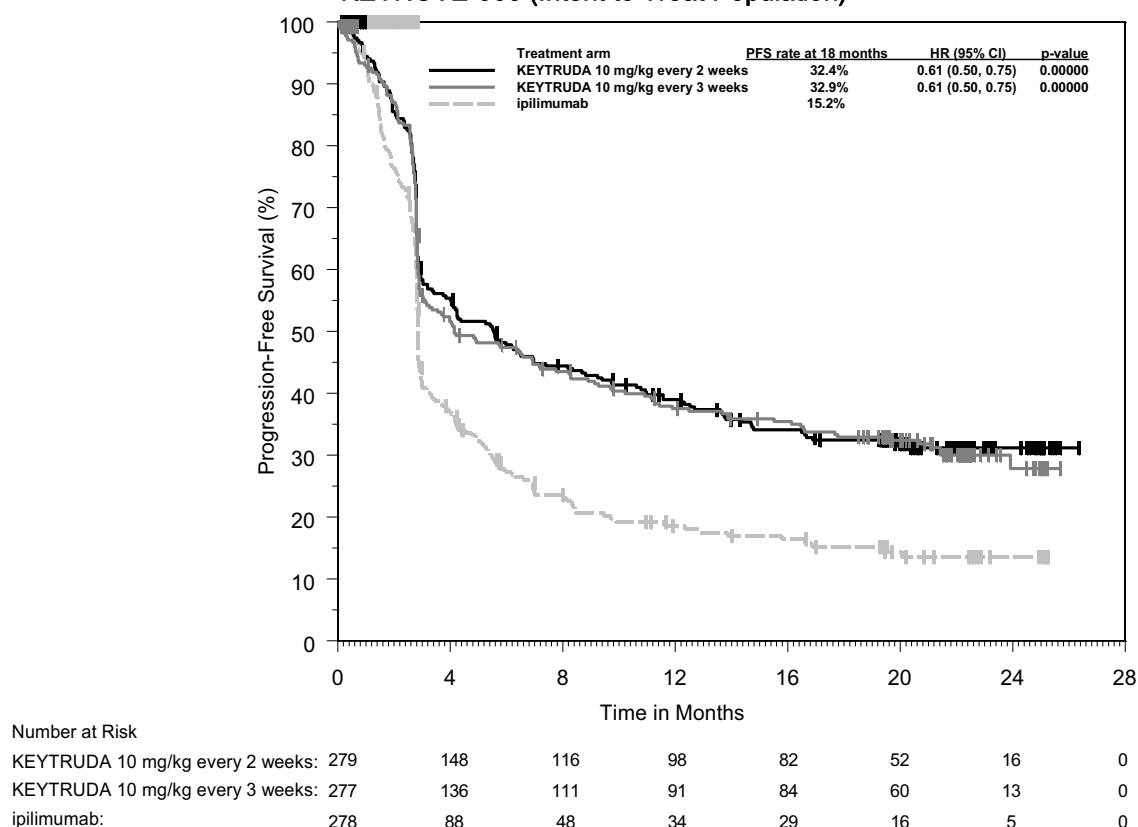 Treatment arm PFS rate at 18 months HR (95% CI) p-value
KEYTRUDA 10 mg/kg every 2 weeks 32.4% 0.61 (0.50, 0.75) 0.00000
KEYTRUDA 10 mg/kg every 3 weeks 32.9% 0.61 (0.50, 0.75) 0.00000
ipilimumab 15.2%
Progression-Free Survival (%)
100
90
80
70
60
50
40
30
20
10
0
0 4 8 12 16 20 24 28
Time in Months
Number at Risk
KEYTRUDA 10 mg/kg every 2 weeks: 279 148 116 98 82 52 16 0
KEYTRUDA 10 mg/kg every 3 weeks: 277 136 111 91 84 60 13 0
ipilimumab: 278 88 48 34 29 16 5 0